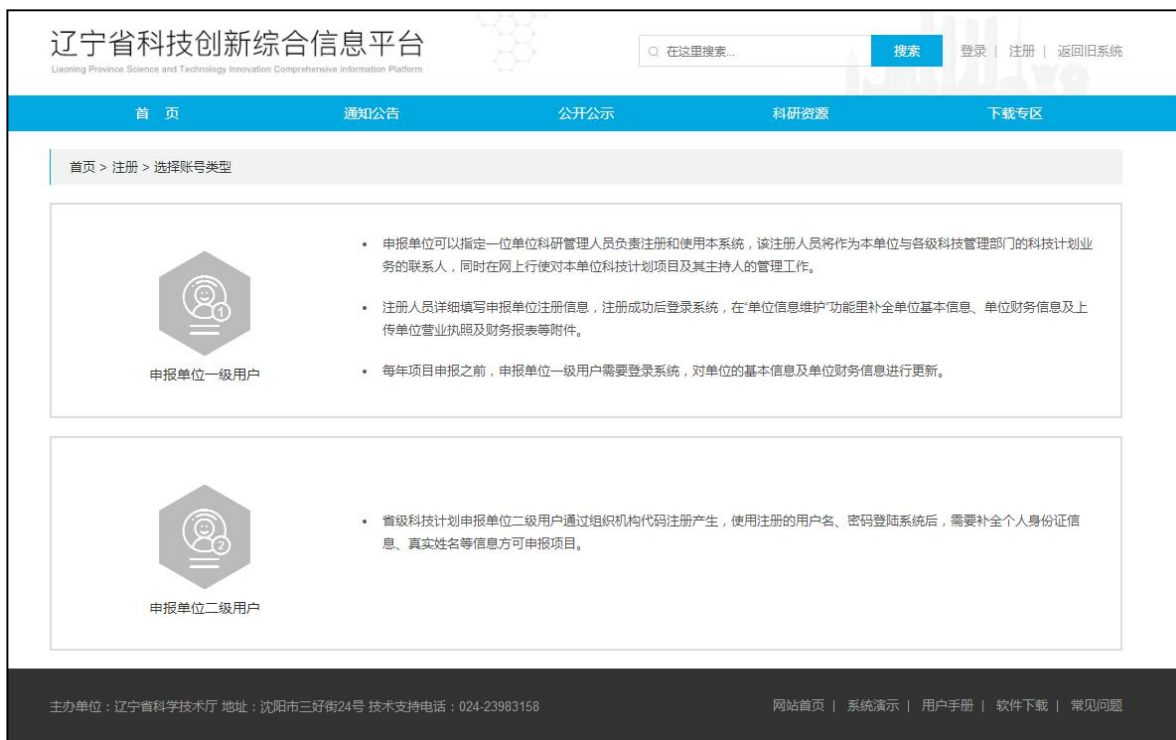 辽宁省科技创新综合信息平台
Liaoning Province Science and Technology Innovation Comprehensive Information Platform
在这里搜索...
搜索
登录 | 注册 | 返回旧系统
首 页 通知公告 公开公示 科研资源 下载专区
首页 > 注册 > 选择账号类型
• 申报单位可以指定一位单位科研管理人员负责注册和使用本系统，该注册人员将作为本单位与各级科技管理部门的科技计划业
务的联系人，同时在网上行使对本单位科技计划项目及其主持人的管理工作。
• 注册人员详细填写申报单位注册信息，注册成功后登录系统，在“单位信息维护”功能里补全单位基本信息、单位财务信息及上
传单位营业执照及财务报表等附件。
• 每年项目申报之前，申报单位一级用户需要登录系统，对单位的基本信息及单位财务信息进行更新。
1
申报单位一级用户
• 省级科技计划申报单位二级用户通过组织机构代码注册产生，使用注册的用户名、密码登陆系统后，需要补全个人身份证信
息、真实姓名等信息方可申报项目。
2
申报单位二级用户
主办单位：辽宁省科学技术厅 地址：沈阳市三好街24号 技术支持电话：024-23983158
网站首页 | 系统演示 | 用户手册 | 软件下载 | 常见问题